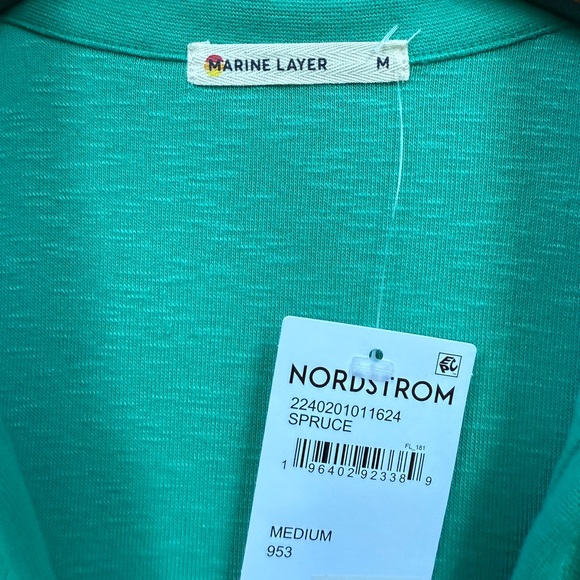 MARINE LAYER M
NORDSTROM
2240201011624
SPRUCE
FL_181
1 96402 92338 9
MEDIUM
953